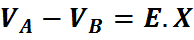 V_A − V_B = E.X